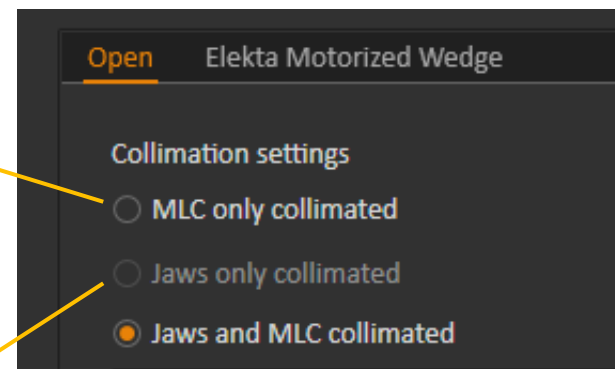 Open Elekta Motorized Wedge
Collimation settings
MLC only collimated
Jaws only collimated
Jaws and MLC collimated